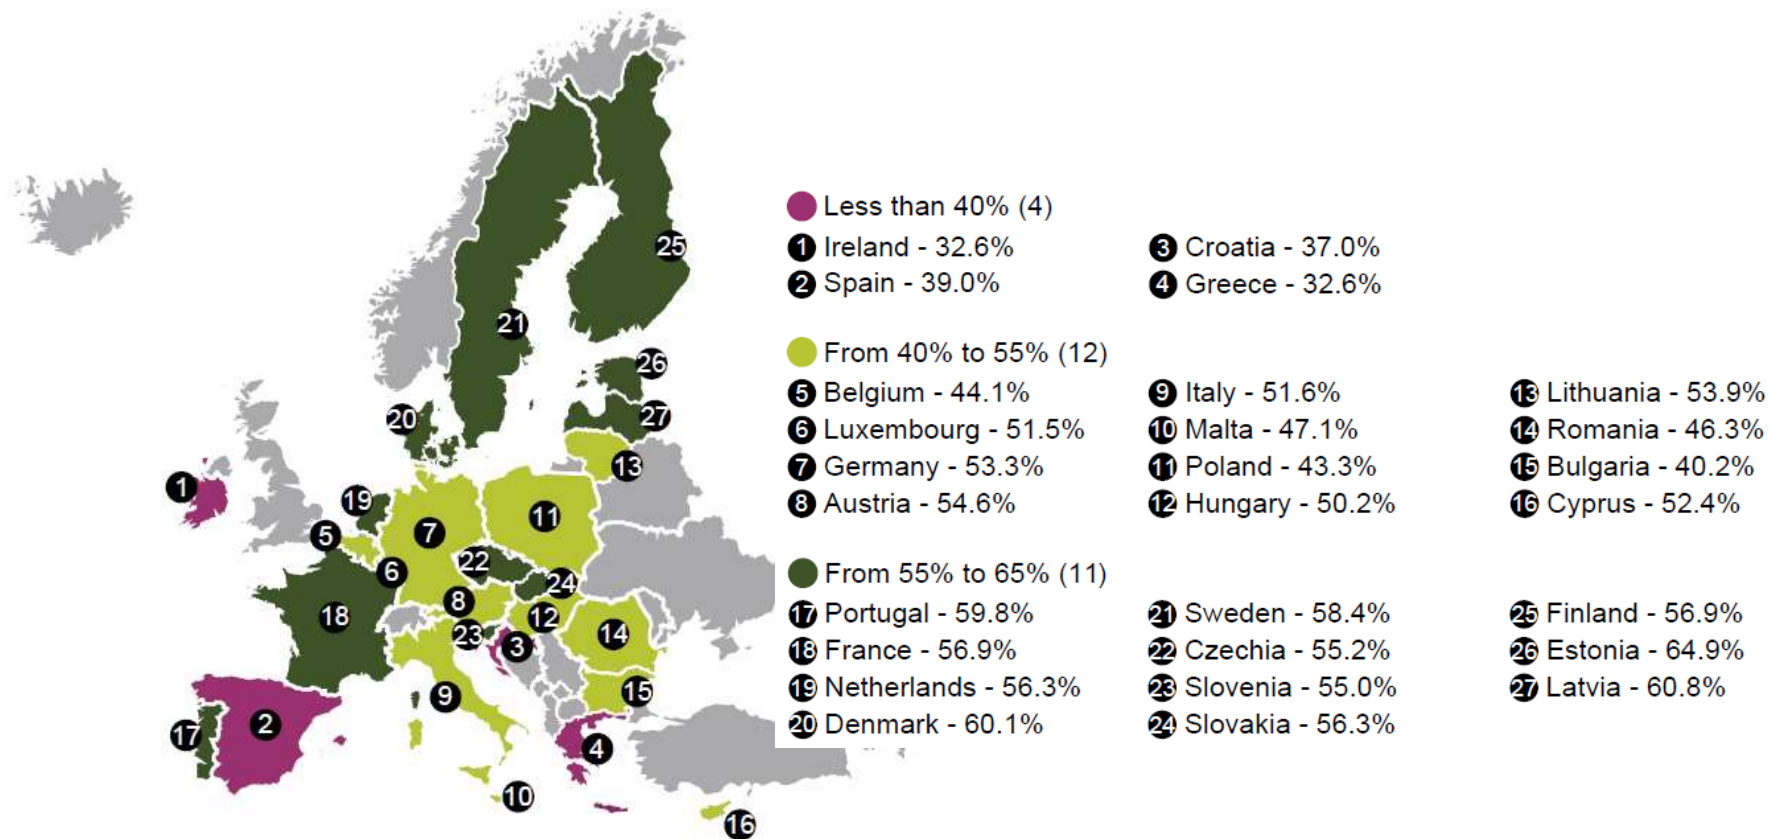 Less than 40% (4)
1 Ireland - 32.6%
2 Spain - 39.0%
3 Croatia - 37.0%
4 Greece - 32.6%
From 40% to 55% (12)
5 Belgium - 44.1%
6 Luxembourg - 51.5%
7 Germany - 53.3%
8 Austria - 54.6%
9 Italy - 51.6%
10 Malta - 47.1%
11 Poland - 43.3%
12 Hungary - 50.2%
13 Lithuania - 53.9%
14 Romania - 46.3%
15 Bulgaria - 40.2%
16 Cyprus - 52.4%
From 55% to 65% (11)
17 Portugal - 59.8%
18 France - 56.9%
19 Netherlands - 56.3%
20 Denmark - 60.1%
21 Sweden - 58.4%
22 Czechia - 55.2%
23 Slovenia - 55.0%
24 Slovakia - 56.3%
25 Finland - 56.9%
26 Estonia - 64.9%
27 Latvia - 60.8%
25
21
26
20
27
13
1
19
11
7
5
22
6
24
8
18
12
14
23
3
15
9
2
17
4
10
16